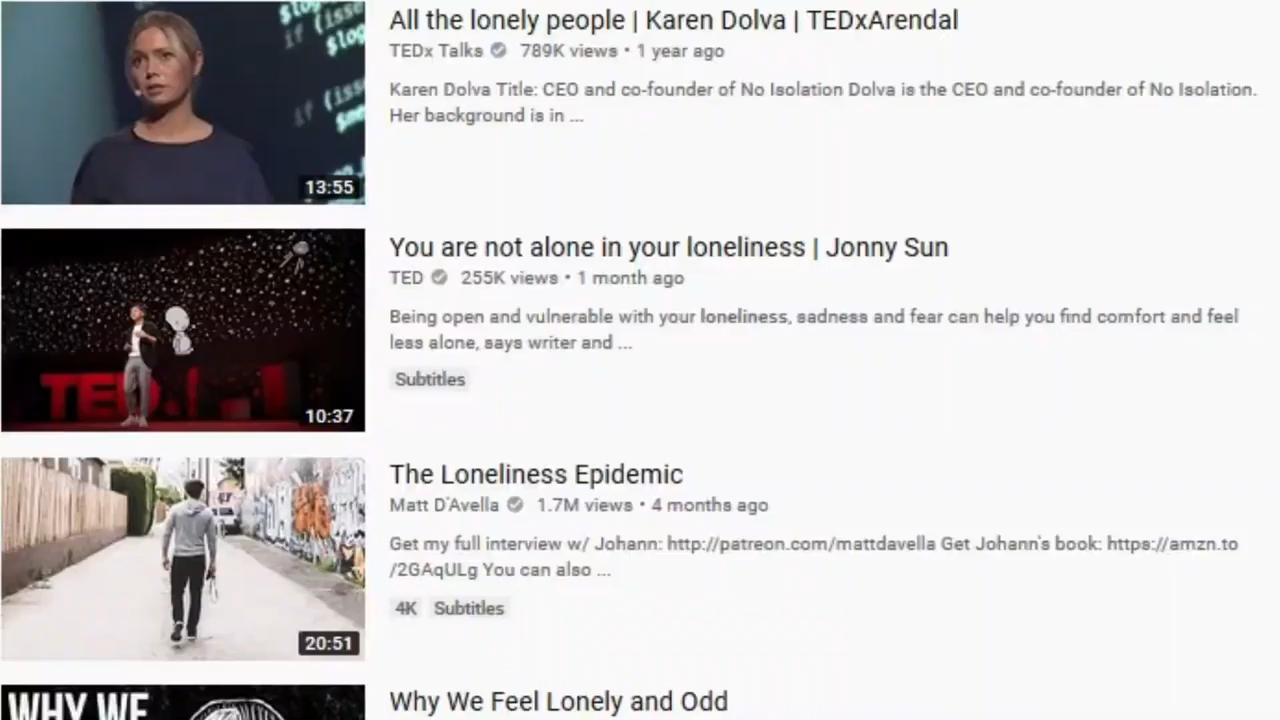 All the lonely people | Karen Dolva | TEDxArendal
TEDx Talks 789K views • 1 year ago
Karen Dolva Title: CEO and co-founder of No Isolation Dolva is the CEO and co-founder of No Isolation.
Her background is in ...
13:55
You are not alone in your loneliness | Jonny Sun
TED 255K views • 1 month ago
Being open and vulnerable with your loneliness, sadness and fear can help you find comfort and feel
less alone, says writer and ...
Subtitles
TED
10:37
The Loneliness Epidemic
Matt D'Avella 1.7M views • 4 months ago
Get my full interview w/ Johann: http://patreon.com/mattdavella Get Johann's book: https://amzn.to
/2GAqULg You can also ...
4K Subtitles
20:51
WHY WE
Why We Feel Lonely and Odd